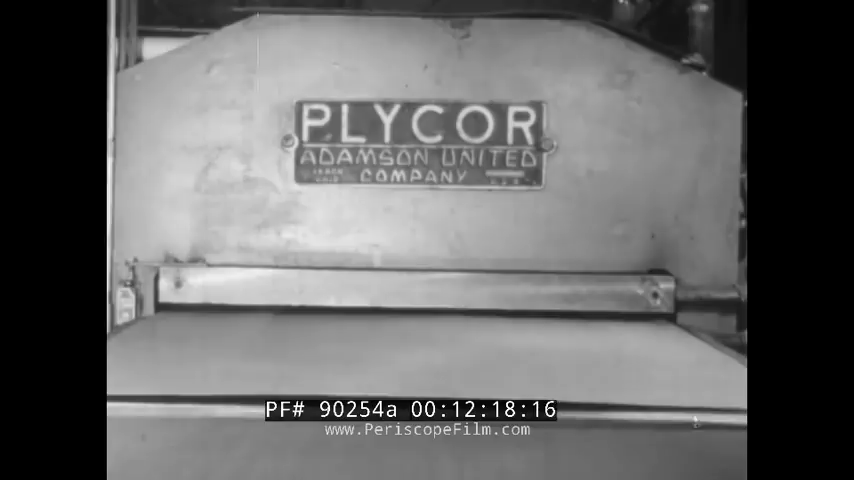 PLYCOR
ADAMSON UNITED
COMPANY
PF# 90254a 00:12:18:16
www.PeriscopeFilm.com